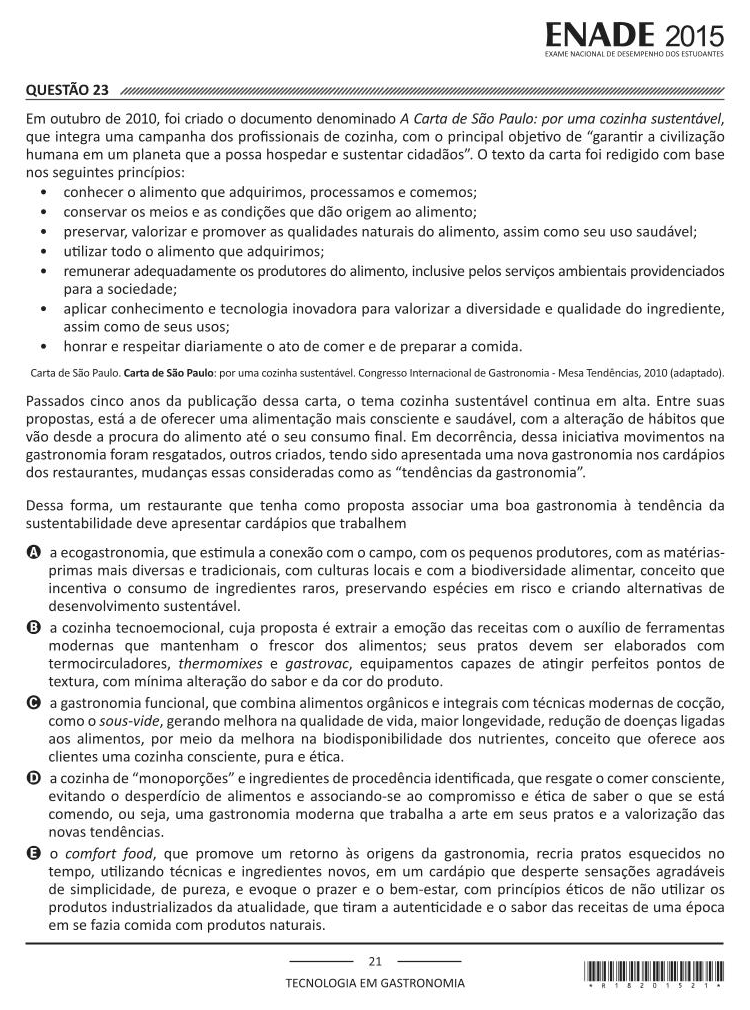 ENADE 2015
EXAME NACIONAL DE DESEMPENHO DOS ESTUDANTES
QUESTÃO 23
Em outubro de 2010, foi criado o documento denominado A Carta de São Paulo: por uma cozinha sustentável,
que integra uma campanha dos profissionais de cozinha, com o principal objetivo de “garantir a civilização
humana em um planeta que a possa hospedar e sustentar cidadãos”. O texto da carta foi redigido com base
nos seguintes princípios:
• conhecer o alimento que adquirimos, processamos e comemos;
• conservar os meios e as condições que dão origem ao alimento;
• preservar, valorizar e promover as qualidades naturais do alimento, assim como seu uso saudável;
• utilizar todo o alimento que adquirimos;
• remunerar adequadamente os produtores do alimento, inclusive pelos serviços ambientais providenciados
para a sociedade;
• aplicar conhecimento e tecnologia inovadora para valorizar a diversidade e qualidade do ingrediente,
assim como de seus usos;
• honrar e respeitar diariamente o ato de comer e de preparar a comida.
Carta de São Paulo. Carta de São Paulo: por uma cozinha sustentável. Congresso Internacional de Gastronomia - Mesa Tendências, 2010 (adaptado).
Passados cinco anos da publicação dessa carta, o tema cozinha sustentável continua em alta. Entre suas
propostas, está a de oferecer uma alimentação mais consciente e saudável, com a alteração de hábitos que
vão desde a procura do alimento até o seu consumo final. Em decorrência, dessa iniciativa movimentos na
gastronomia foram resgatados, outros criados, tendo sido apresentada uma nova gastronomia nos cardápios
dos restaurantes, mudanças essas consideradas como as “tendências da gastronomia”.
Dessa forma, um restaurante que tenha como proposta associar uma boa gastronomia à tendência da
sustentabilidade deve apresentar cardápios que trabalhem
A a ecogastronomia, que estimula a conexão com o campo, com os pequenos produtores, com as matérias-
primas mais diversas e tradicionais, com culturas locais e com a biodiversidade alimentar, conceito que
incentiva o consumo de ingredientes raros, preservando espécies em risco e criando alternativas de
desenvolvimento sustentável.
B a cozinha tecnoemocional, cuja proposta é extrair a emoção das receitas com o auxílio de ferramentas
modernas que mantenham o frescor dos alimentos; seus pratos devem ser elaborados com
termocirculadores, thermomixes e gastrovac, equipamentos capazes de atingir perfeitos pontos de
textura, com mínima alteração do sabor e da cor do produto.
C a gastronomia funcional, que combina alimentos orgânicos e integrais com técnicas modernas de cocção,
como o sous-vide, gerando melhora na qualidade de vida, maior longevidade, redução de doenças ligadas
aos alimentos, por meio da melhora na biodisponibilidade dos nutrientes, conceito que oferece aos
clientes uma cozinha consciente, pura e ética.
D a cozinha de “monoporções” e ingredientes de procedência identificada, que resgate o comer consciente,
evitando o desperdício de alimentos e associando-se ao compromisso e ética de saber o que se está
comendo, ou seja, uma gastronomia moderna que trabalha a arte em seus pratos e a valorização das
novas tendências.
E o comfort food, que promove um retorno às origens da gastronomia, recria pratos esquecidos no
tempo, utilizando técnicas e ingredientes novos, em um cardápio que desperte sensações agradáveis
de simplicidade, de pureza, e evoque o prazer e o bem-estar, com princípios éticos de não utilizar os
produtos industrializados da atualidade, que tiram a autenticidade e o sabor das receitas de uma época
em se fazia comida com produtos naturais.
21
TECNOLOGIA EM GASTRONOMIA
*R18201521*